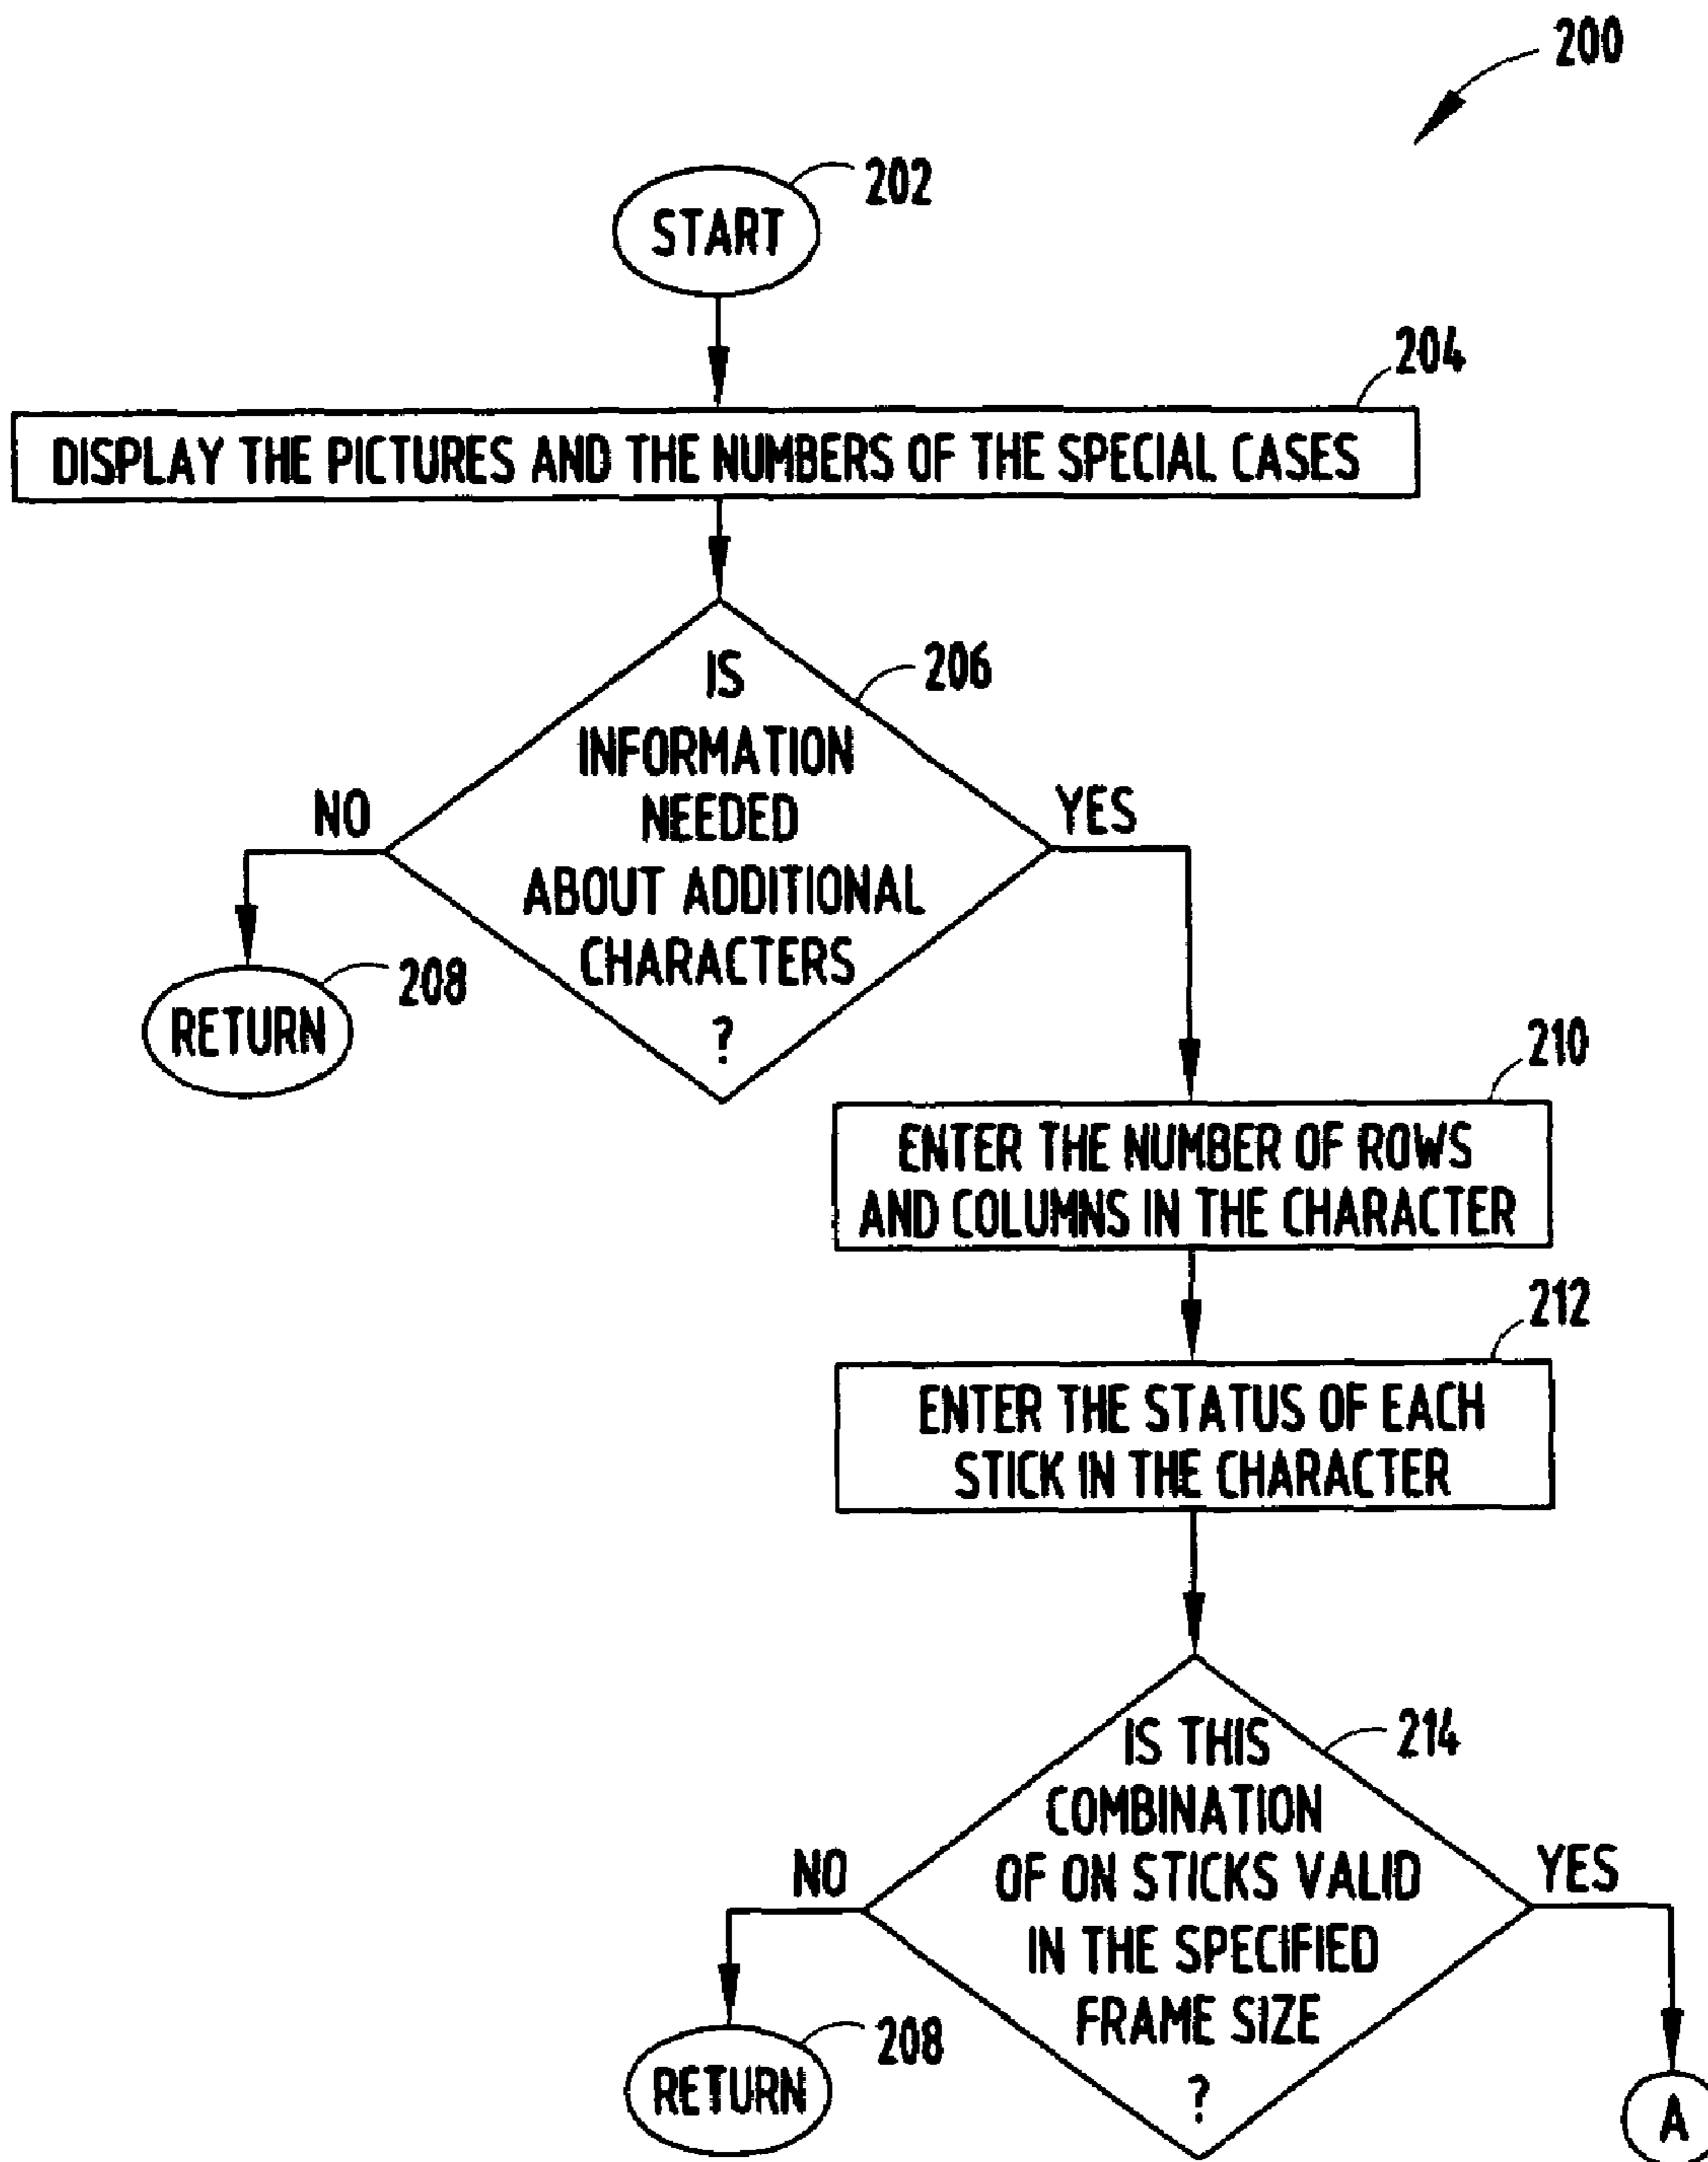 200
202
START
204
DISPLAY THE PICTURES AND THE NUMBERS OF THE SPECIAL CASES
IS
206
INFORMATION
NEEDED
NO
YES
ABOUT ADDITIONAL
CHARACTERS
?
208
RETURN
210
ENTER THE NUMBER OF ROWS
AND COLUMNS IN THE CHARACTER
212
ENTER THE STATUS OF EACH
STICK IN THE CHARACTER
IS THIS
214
COMBINATION
OF ON STICKS VALID
NO
YES
IN THE SPECIFIED
FRAME SIZE
?
208
RETURN
A